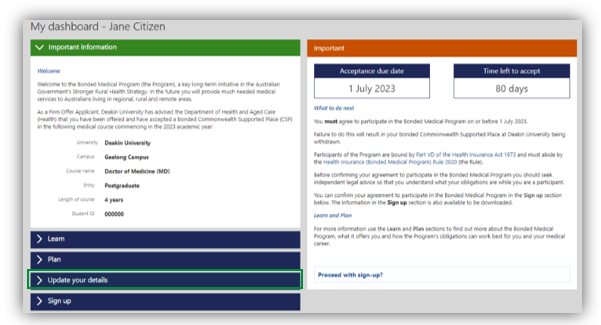 My dashboard - Jane Citizen
Important information
Welcome
Welcome to the Bonded Medical Program (the Program), a key long-term initiative in the Australian
Government's Stronger Rural Health Strategy. In the future you will provide much needed medical
services to Australians living in regional, rural and remote areas.
As a Firm Offer Applicant, Deakin University has advised the Department of Health and Aged Care
(Health) that you have been offered and have accepted a bonded Commonwealth Supported Place (CSP)
in the following medical course commencing in the 2023 academic year:
University Deakin University
Campus Geelong Campus
Course name Doctor of Medicine (MD)
Entry Postgraduate
Length of course 4 years
Student ID 000000
Learn
Plan
Update your details
Sign up
Important
Acceptance due date
1 July 2023
Time left to accept
80 days
What to do next
You must agree to participate in the Bonded Medical Program on or before 1 July 2023.
Failure to do this will result in your bonded Commonwealth Supported Place at Deakin University being
withdrawn.
Participants of the Program are bound by Part VD of the Health Insurance Act 1973 and must abide by
the Health Insurance (Bonded Medical Program) Rule 2020 (the Rule).
Before confirming your agreement to participate in the Bonded Medical Program you should seek
independent legal advice so that you understand what your obligations are while you are a participant.
You can confirm your agreement to participate in the Bonded Medical Program in the Sign up section
below. The information in the Sign up section is also available to be downloaded.
Learn and Plan
For more information use the Learn and Plan sections to find out more about the Bonded Medical
Program, what it offers you and how the Program's obligations can work best for you and your medical
career.
Proceed with sign-up?